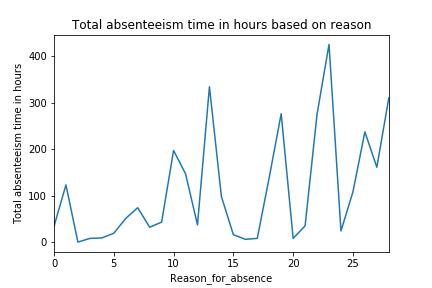 Total absenteeism time in hours based on reason
Total absenteeism time in hours
400
300
200
100
0
0 5 10 15 20 25
Reason_for_absence